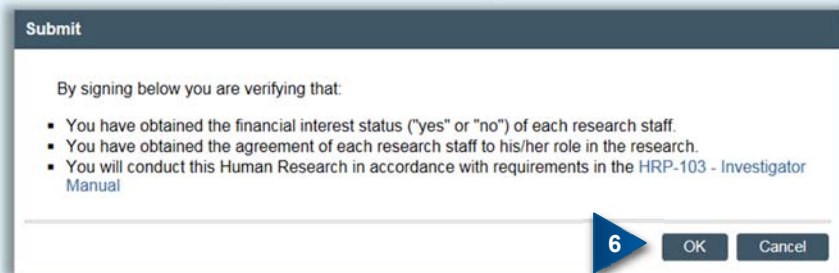 Submit
By signing below you are verifying that:
▪ You have obtained the financial interest status ("yes" or "no") of each research staff.
▪ You have obtained the agreement of each research staff to his/her role in the research.
▪ You will conduct this Human Research in accordance with requirements in the HRP-103 - Investigator
Manual
6 OK Cancel